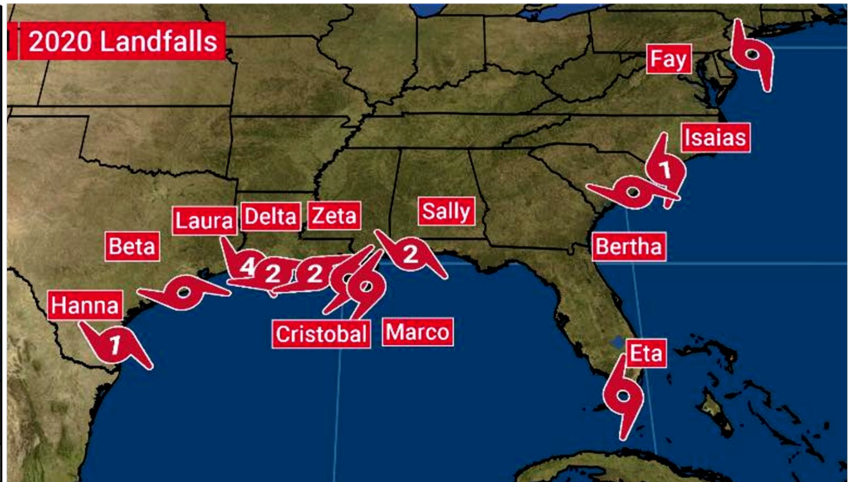 2020 Landfalls
Fay
Isaias
1
Laura
Delta
Zeta
Sally
Beta
Bertha
4
2
2
2
Hanna
1
Cristobal
Marco
Eta